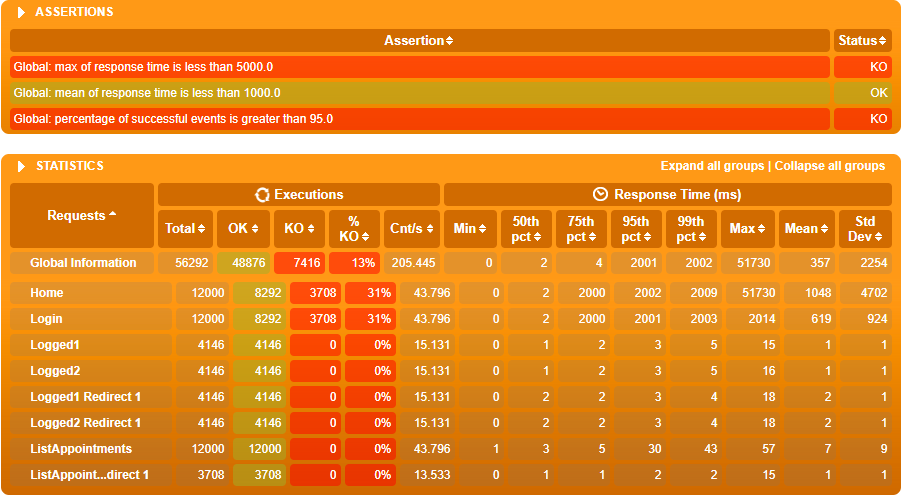 ASSERTIONS
Assertion Status
Global: max of response time is less than 5000.0 KO
Global: mean of response time is less than 1000.0 OK
Global: percentage of successful events is greater than 95.0 KO
STATISTICS Expand all groups | Collapse all groups
Requests Executions Response Time (ms)
Total OK KO % KO Cnt/s Min 50th pct 75th pct 95th pct 99th pct Max Mean Std Dev
Global Information 56292 48876 7416 13% 205.445 0 2 4 2001 2002 51730 357 2254
Home 12000 8292 3708 31% 43.796 0 2 2000 2002 2009 51730 1048 4702
Login 12000 8292 3708 31% 43.796 0 2 2000 2001 2003 2014 619 924
Logged1 4146 4146 0 0% 15.131 0 1 2 3 5 15 1 1
Logged2 4146 4146 0 0% 15.131 0 1 2 3 5 16 1 1
Logged1 Redirect 1 4146 4146 0 0% 15.131 0 2 2 3 4 18 2 1
Logged2 Redirect 1 4146 4146 0 0% 15.131 0 2 2 3 4 18 2 1
ListAppointments 12000 12000 0 0% 43.796 1 3 5 30 43 57 7 9
ListAppoint...direct 1 3708 3708 0 0% 13.533 0 1 1 2 2 15 1 1